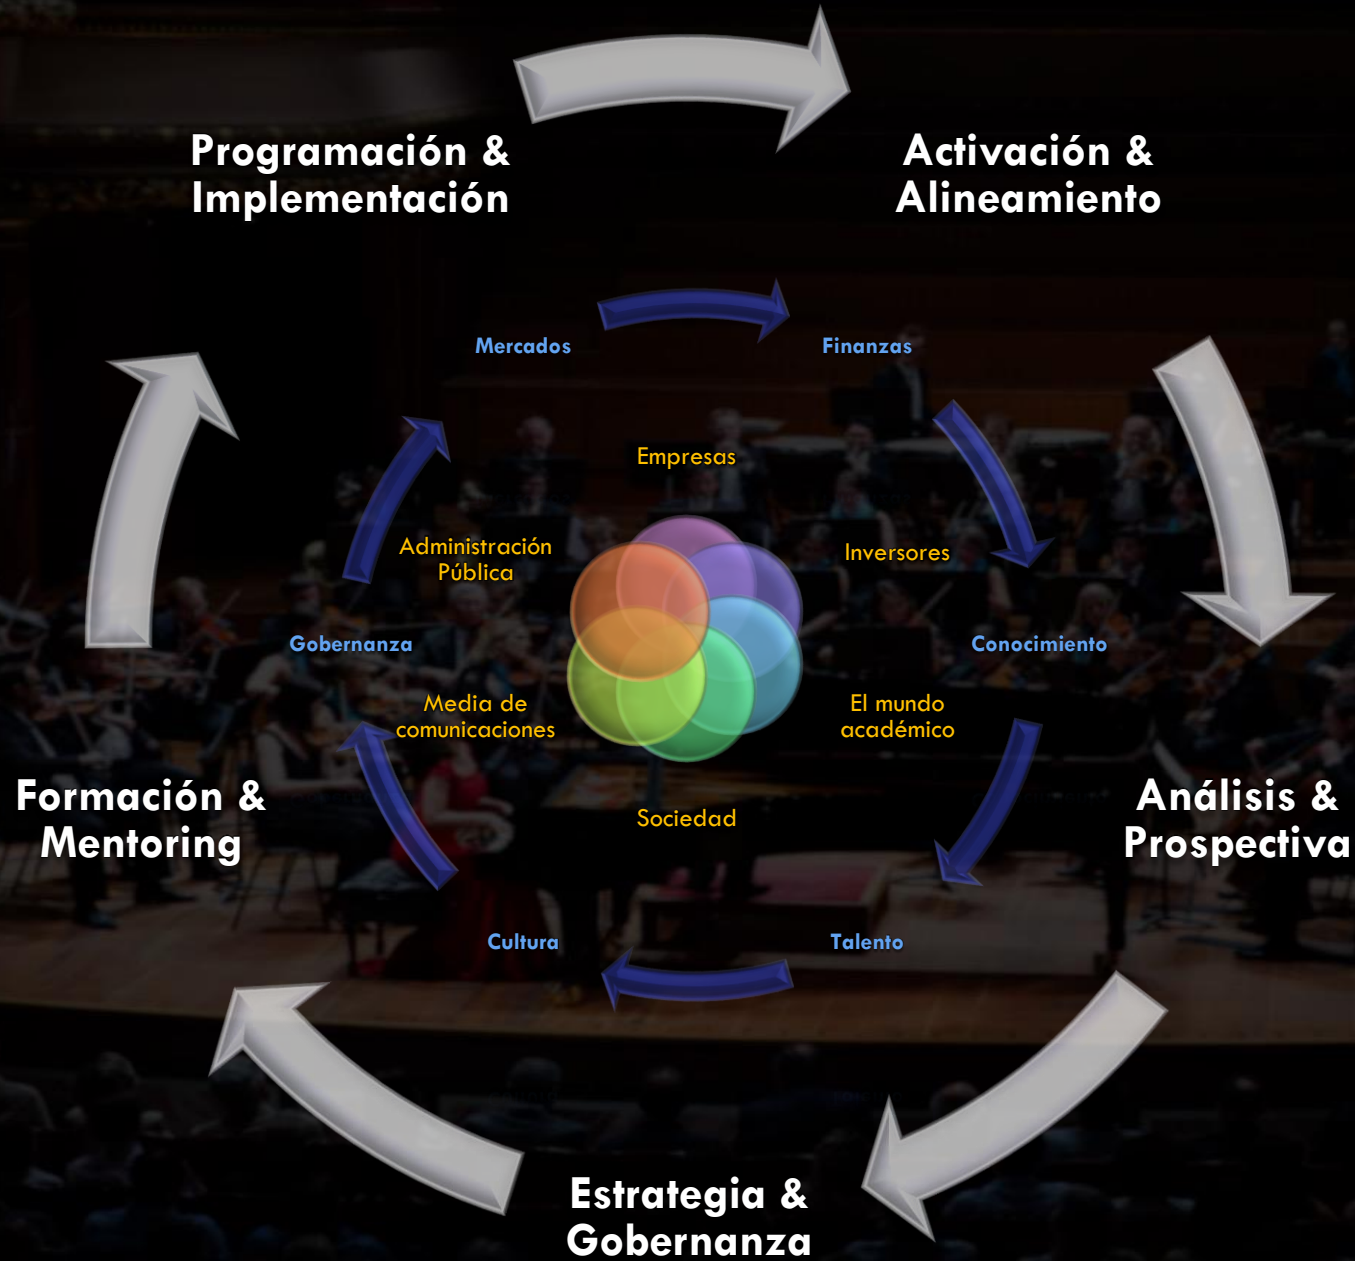 Programación &
Implementación
Activación &
Alineamiento
Mercados
Finanzas
Empresas
Administración
Pública
Inversores
Gobernanza
Conocimiento
Media de
comunicaciones
El mundo
académico
Formación &
Mentoring
Análisis &
Prospectiva
Sociedad
Cultura
Talento
Estrategia &
Gobernanza